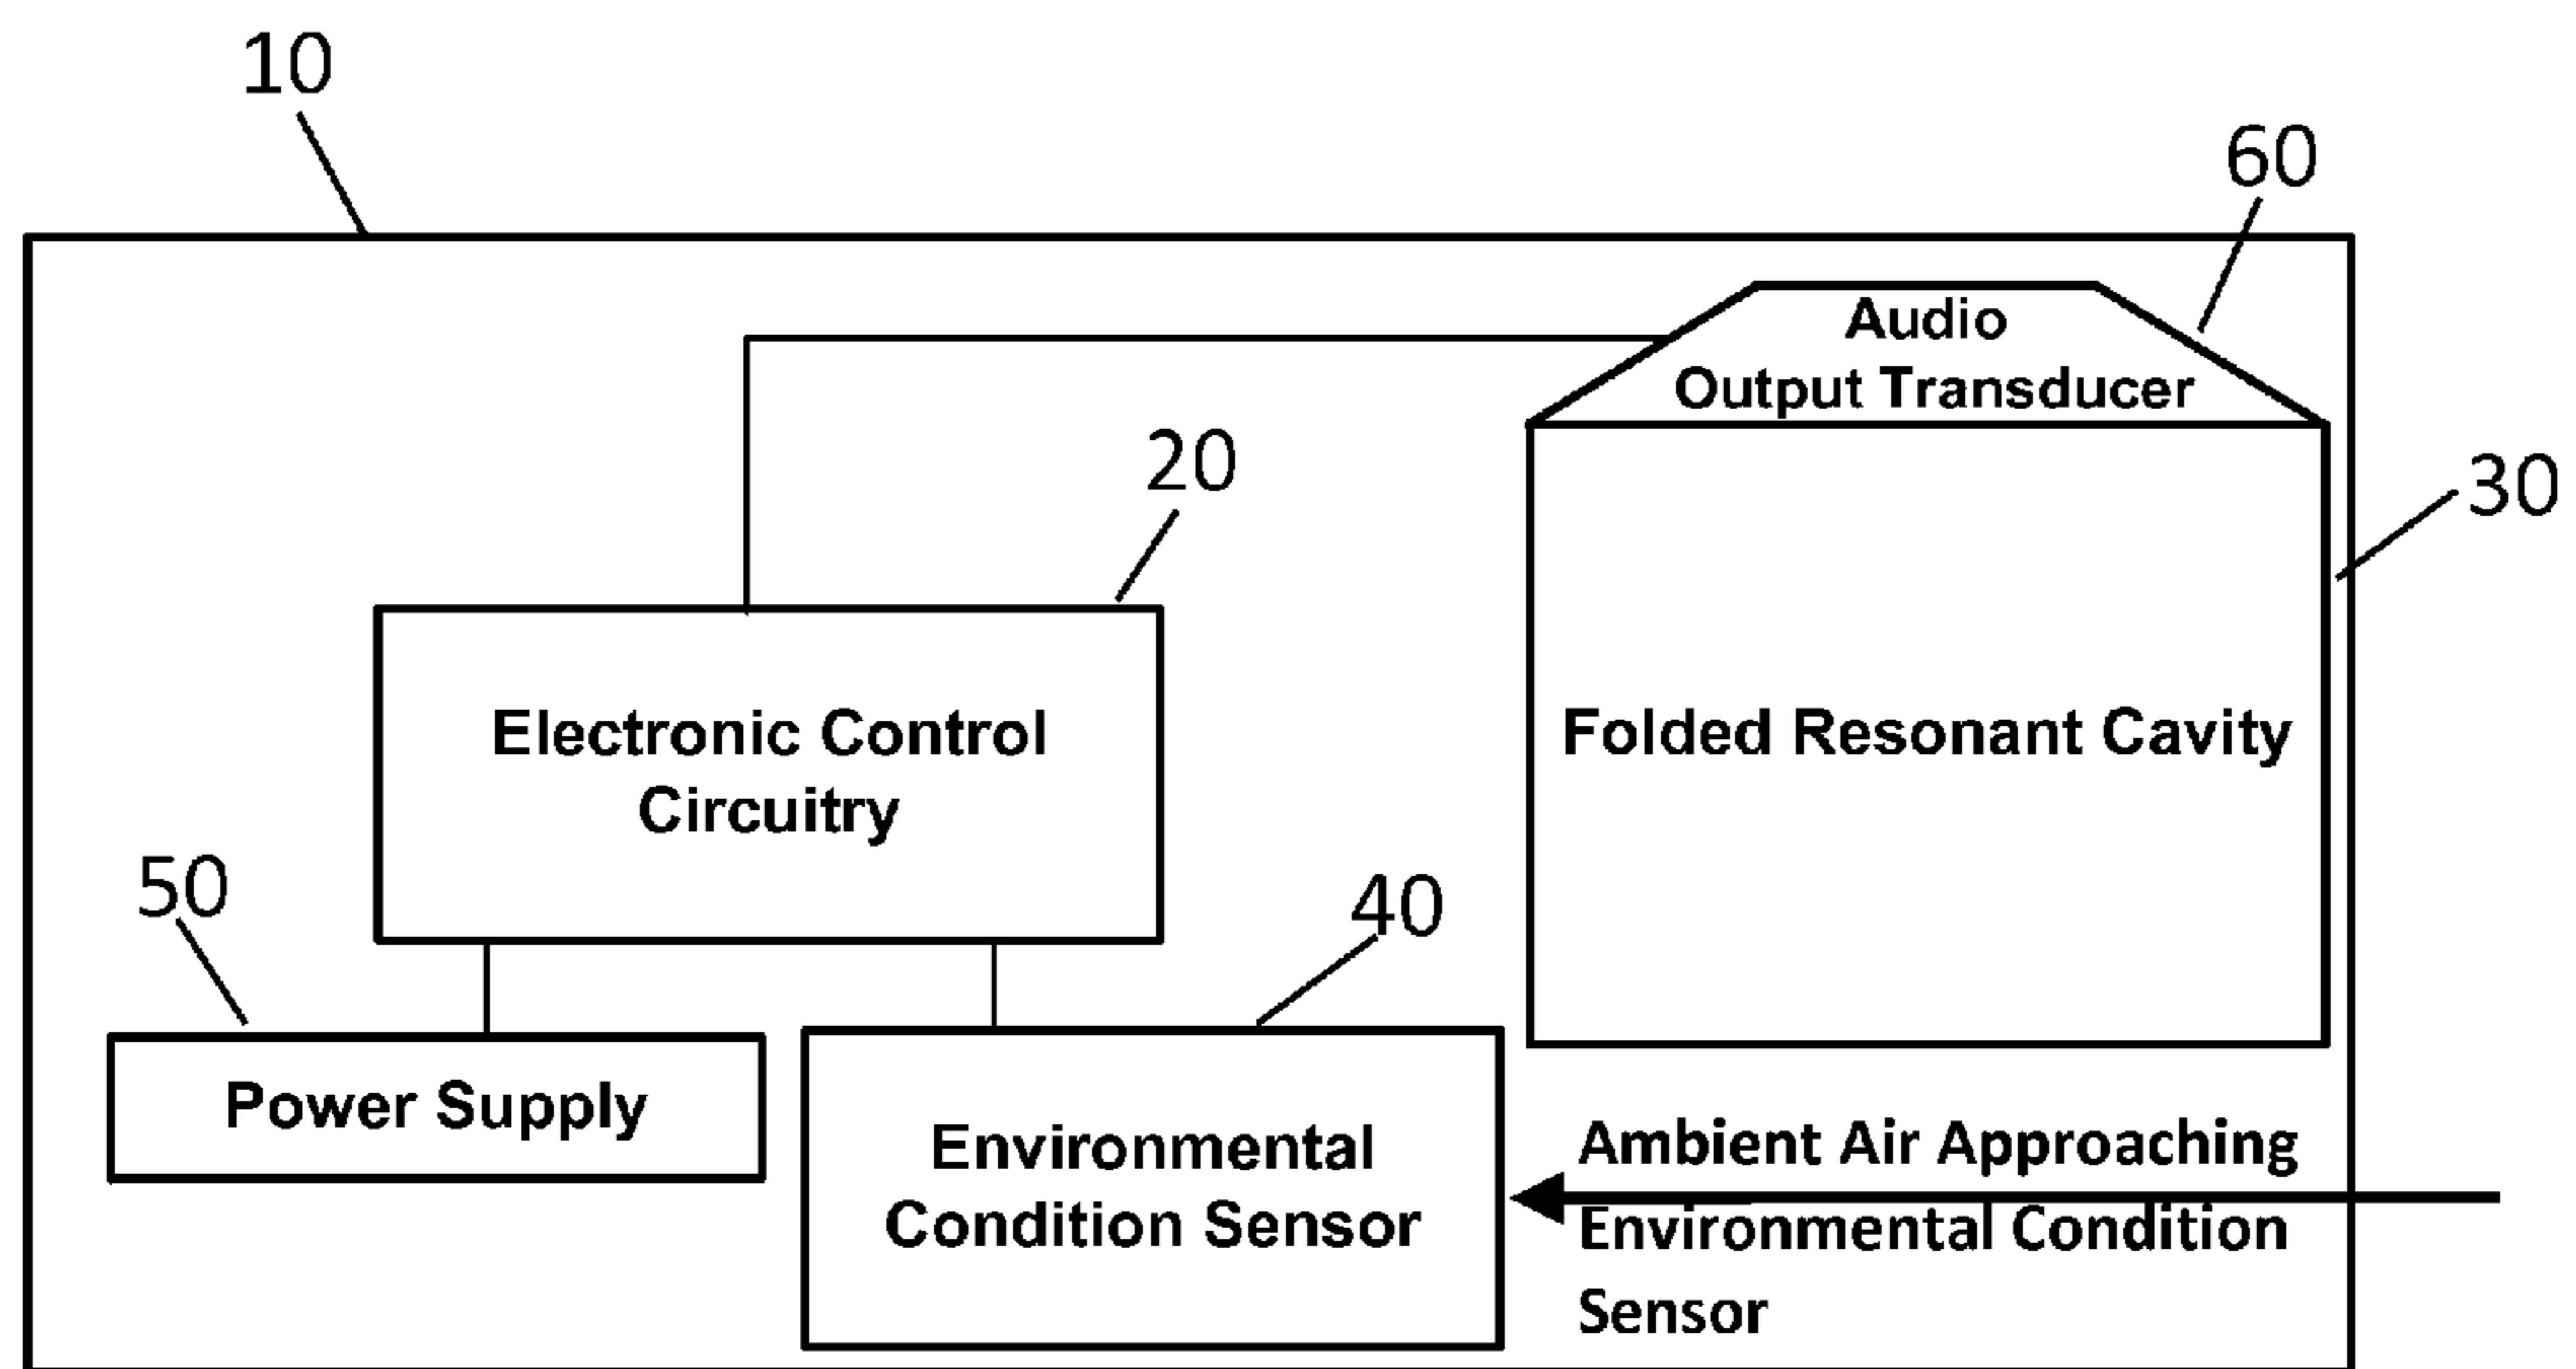 10
60
Audio
Output Transducer
20
30
Electronic Control
Circuitry
Folded Resonant Cavity
50
40
Power Supply
Environmental
Condition Sensor
Ambient Air Approaching
Environmental Condition
Sensor